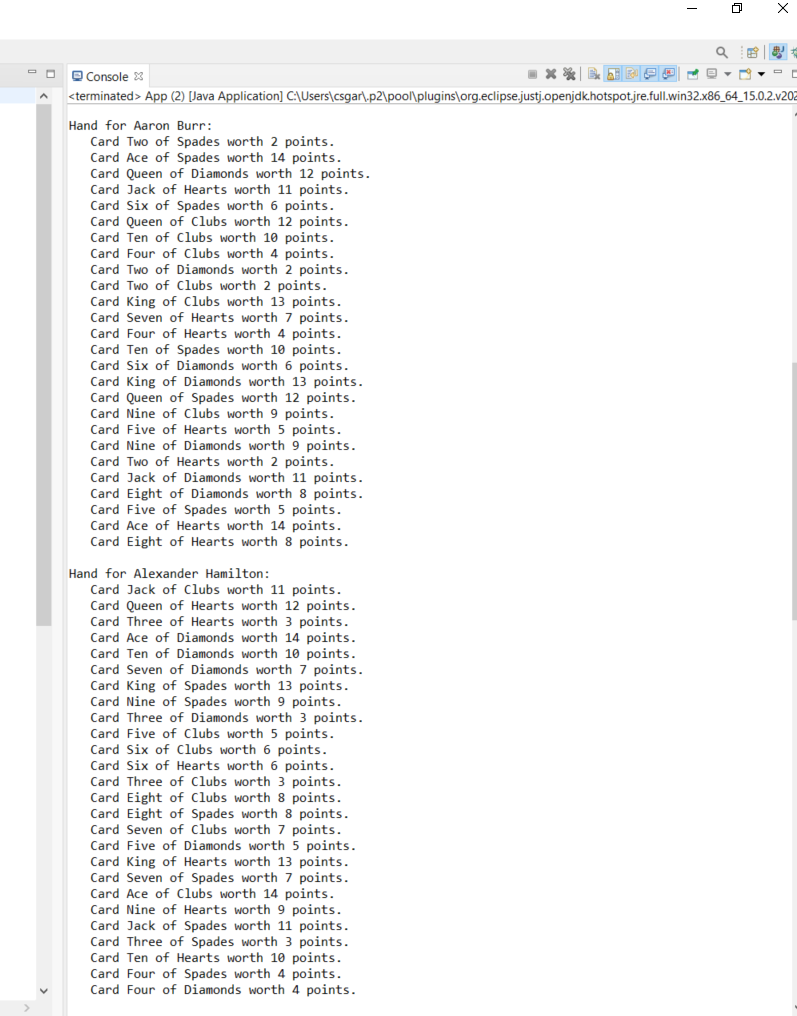 Console
<terminated> App (2) [Java Application] C:\Users\csgar\.p2\pool\plugins\org.eclipse.justj.openjdk.hotspot.jre.full.win32.x86_64_15.0.2.v202
Hand for Aaron Burr:
Card Two of Spades worth 2 points.
Card Ace of Spades worth 14 points.
Card Queen of Diamonds worth 12 points.
Card Jack of Hearts worth 11 points.
Card Six of Spades worth 6 points.
Card Queen of Clubs worth 12 points.
Card Ten of Clubs worth 10 points.
Card Four of Clubs worth 4 points.
Card Two of Diamonds worth 2 points.
Card Two of Clubs worth 2 points.
Card King of Clubs worth 13 points.
Card Seven of Hearts worth 7 points.
Card Four of Hearts worth 4 points.
Card Ten of Spades worth 10 points.
Card Six of Diamonds worth 6 points.
Card King of Diamonds worth 13 points.
Card Queen of Spades worth 12 points.
Card Nine of Clubs worth 9 points.
Card Five of Hearts worth 5 points.
Card Nine of Diamonds worth 9 points.
Card Two of Hearts worth 2 points.
Card Jack of Diamonds worth 11 points.
Card Eight of Diamonds worth 8 points.
Card Five of Spades worth 5 points.
Card Ace of Hearts worth 14 points.
Card Eight of Hearts worth 8 points.
Hand for Alexander Hamilton:
Card Jack of Clubs worth 11 points.
Card Queen of Hearts worth 12 points.
Card Three of Hearts worth 3 points.
Card Ace of Diamonds worth 14 points.
Card Ten of Diamonds worth 10 points.
Card Seven of Diamonds worth 7 points.
Card King of Spades worth 13 points.
Card Nine of Spades worth 9 points.
Card Three of Diamonds worth 3 points.
Card Five of Clubs worth 5 points.
Card Six of Clubs worth 6 points.
Card Six of Hearts worth 6 points.
Card Three of Clubs worth 3 points.
Card Eight of Clubs worth 8 points.
Card Eight of Spades worth 8 points.
Card Seven of Clubs worth 7 points.
Card Five of Diamonds worth 5 points.
Card King of Hearts worth 13 points.
Card Seven of Spades worth 7 points.
Card Ace of Clubs worth 14 points.
Card Nine of Hearts worth 9 points.
Card Jack of Spades worth 11 points.
Card Three of Spades worth 3 points.
Card Ten of Hearts worth 10 points.
Card Four of Spades worth 4 points.
Card Four of Diamonds worth 4 points.